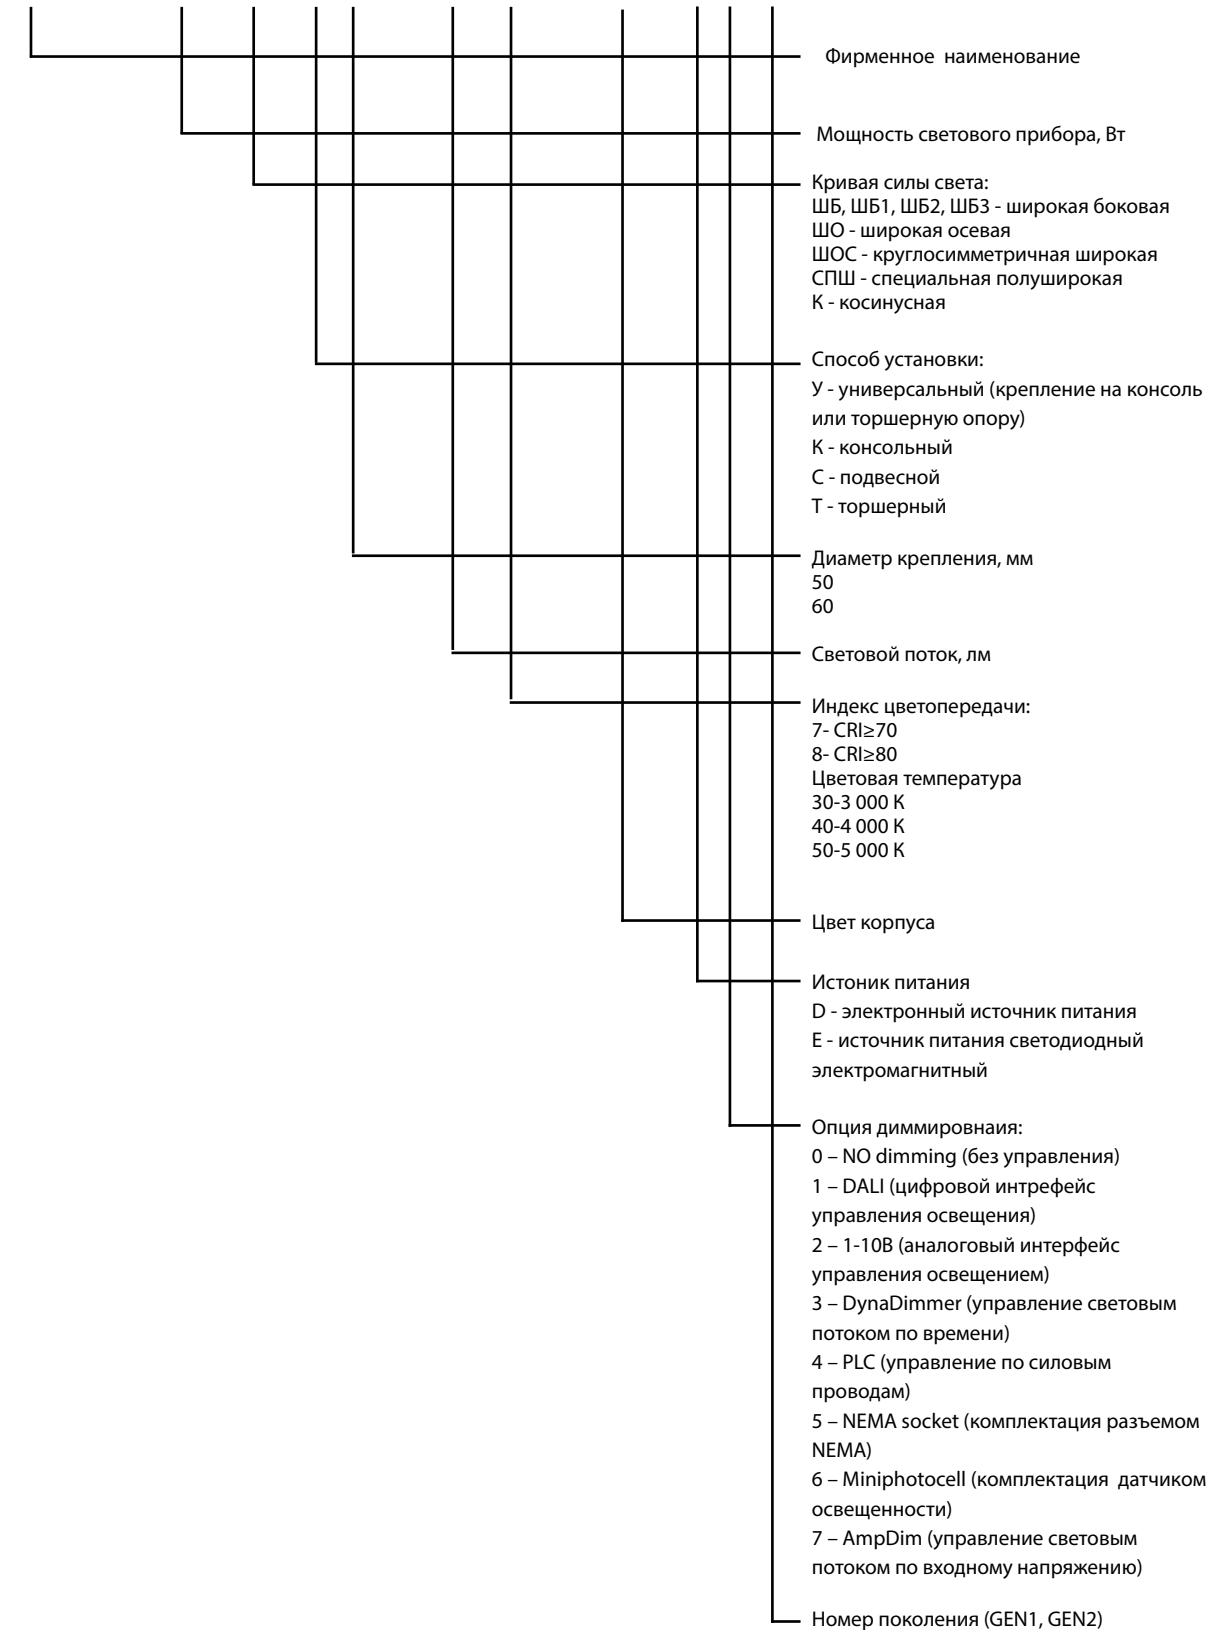 Фирменное наименование
Мощность светового прибора, Вт
Кривая силы света:
ШБ, ШБ1, ШБ2, ШБ3 - широкая боковая
ШО - широкая осевая
ШОС - круглосимметричная широкая
СПШ - специальная полуширокая
К - косинусная
Способ установки:
У - универсальный (крепление на консоль
или торшерную опору)
К - консольный
С - подвесной
Т - торшерный
Диаметр крепления, мм
50
60
Световой поток, лм
Индекс цветопередачи:
7- CRI≥70
8- CRI≥80
Цветовая температура
30-3 000 К
40-4 000 К
50-5 000 К
Цвет корпуса
Истоник питания
D - электронный источник питания
E - источник питания светодиодный
электромагнитный
Опция диммировнаия:
0 – NO dimming (без управления)
1 – DALI (цифровой интрефейс
управления освещения)
2 – 1-10В (аналоговый интерфейс
управления освещением)
3 – DynaDimmer (управление световым
потоком по времени)
4 – PLC (управление по силовым
проводам)
5 – NEMA socket (комплектация разъемом
NEMA)
6 – Miniphotocell (комплектация датчиком
освещенности)
7 – AmpDim (управление световым
потоком по входному напряжению)
Номер поколения (GEN1, GEN2)